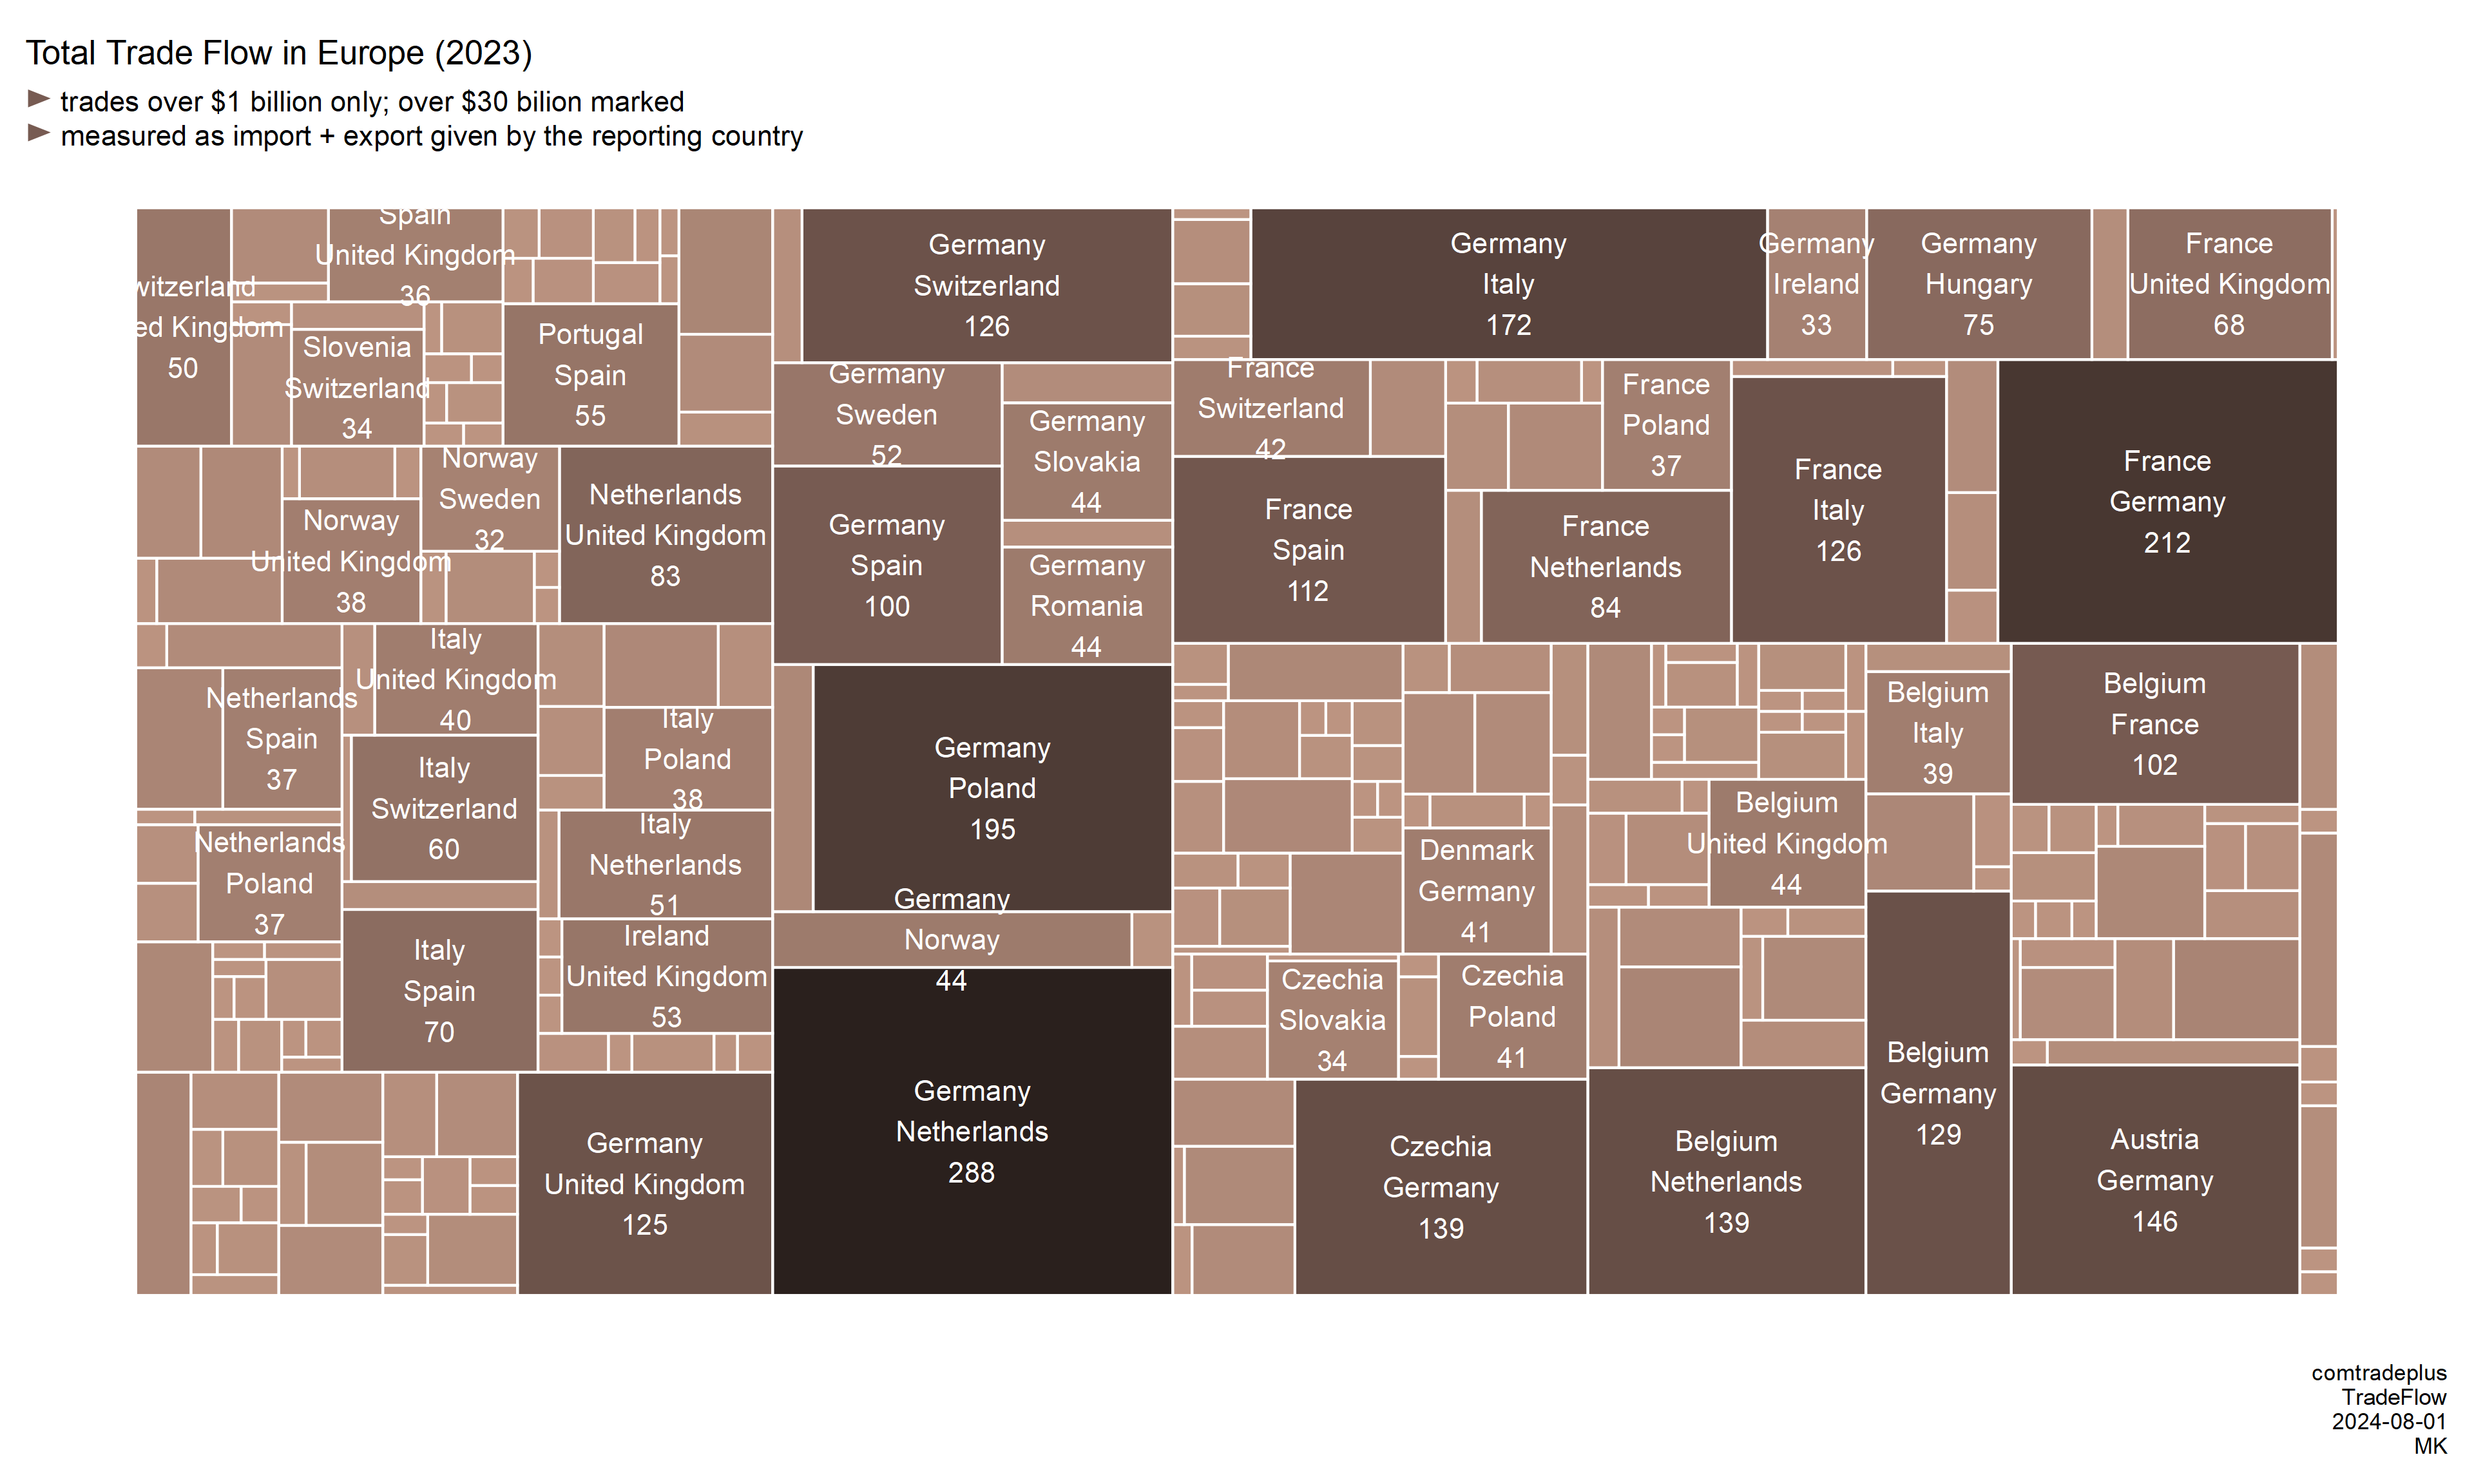 Total Trade Flow in Europe (2023)
trades over $1 billion only; over $30 bilion marked
measured as import + export given by the reporting country
Spain
United Kingdom
36
witzerland
ed Kingdom
50
Slovenia
Switzerland
34
Portugal
Spain
55
Germany
Switzerland
126
Germany
Italy
172
Germany
Ireland
33
Germany
Hungary
75
France
United Kingdom
68
Germany
Sweden
52
Germany
Slovakia
44
France
Switzerland
42
France
Poland
37
France
Italy
126
France
Germany
212
Norway
Sweden
32
Norway
United Kingdom
38
Netherlands
United Kingdom
83
Germany
Spain
100
Germany
Romania
44
France
Spain
112
France
Netherlands
84
Italy
United Kingdom
40
Netherlands
Spain
37
Italy
Poland
38
Italy
Switzerland
60
Germany
Poland
195
Belgium
Italy
39
Belgium
France
102
Netherlands
Poland
37
Italy
Netherlands
51
Germany
Norway
44
Denmark
Germany
41
Belgium
United Kingdom
44
Italy
Spain
70
Ireland
United Kingdom
53
Czechia
Slovakia
34
Czechia
Poland
41
Germany
United Kingdom
125
Germany
Netherlands
288
Czechia
Germany
139
Belgium
Netherlands
139
Belgium
Germany
129
Austria
Germany
146
comtradeplus
TradeFlow
2024-08-01
MK